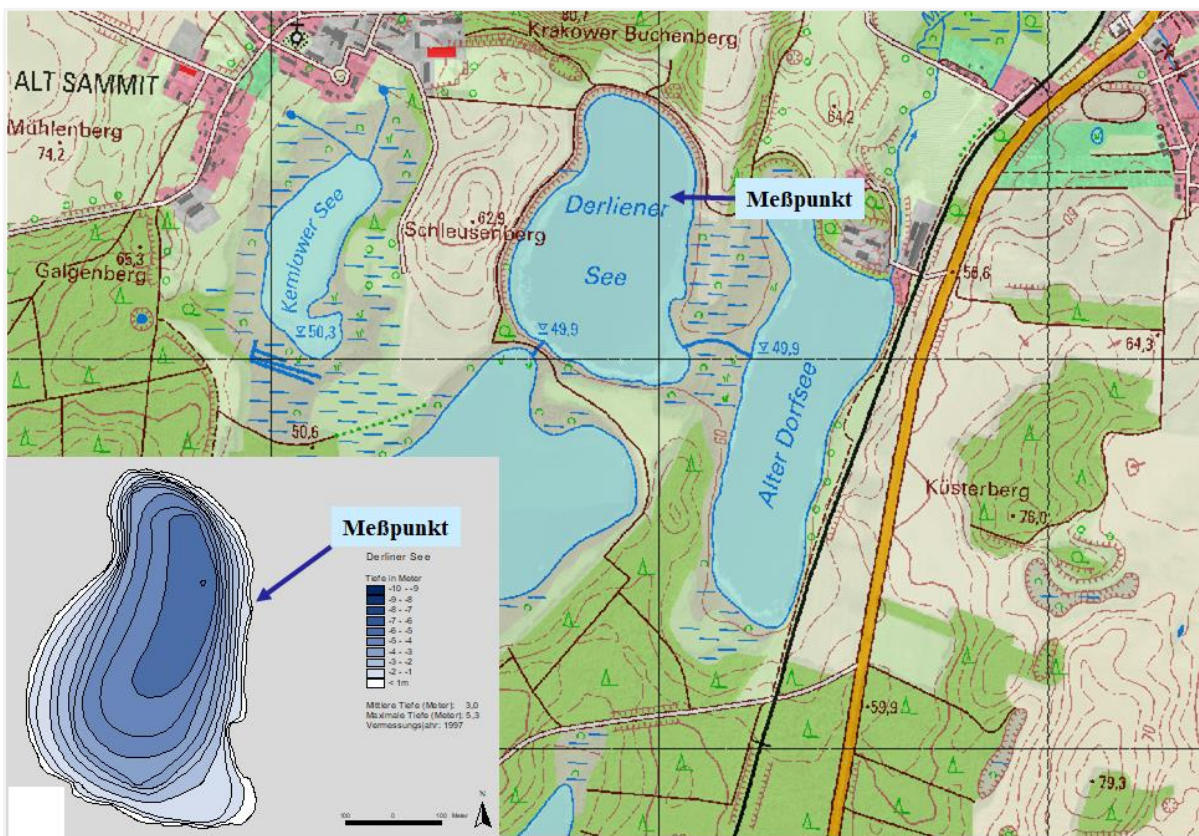 80,7
Krakower Buchenberg
ALT SAMMIT
Mühlenberg
74,2
64,2
Derliener
See
Meßpunkt
Kemlower See
62,9
Schleusenberg
65,3
Galgenberg
60
56,6
50,3
49,9
49,9
64,3
50,6
60
Alter Dorfsee
Küsterberg
76,0
59,9
70
79,3
Meßpunkt
Derliner See
Tiefe in Meter
-10 - -9
-9 - -8
-8 - -7
-7 - -6
-6 - -5
-5 - -4
-4 - -3
-3 - -2
-2 - -1
< 1m
Mittlere Tiefe (Meter): 3,0
Maximale Tiefe (Meter): 5,3
Vermessungsjahr: 1997
100 0 100 Meter
N